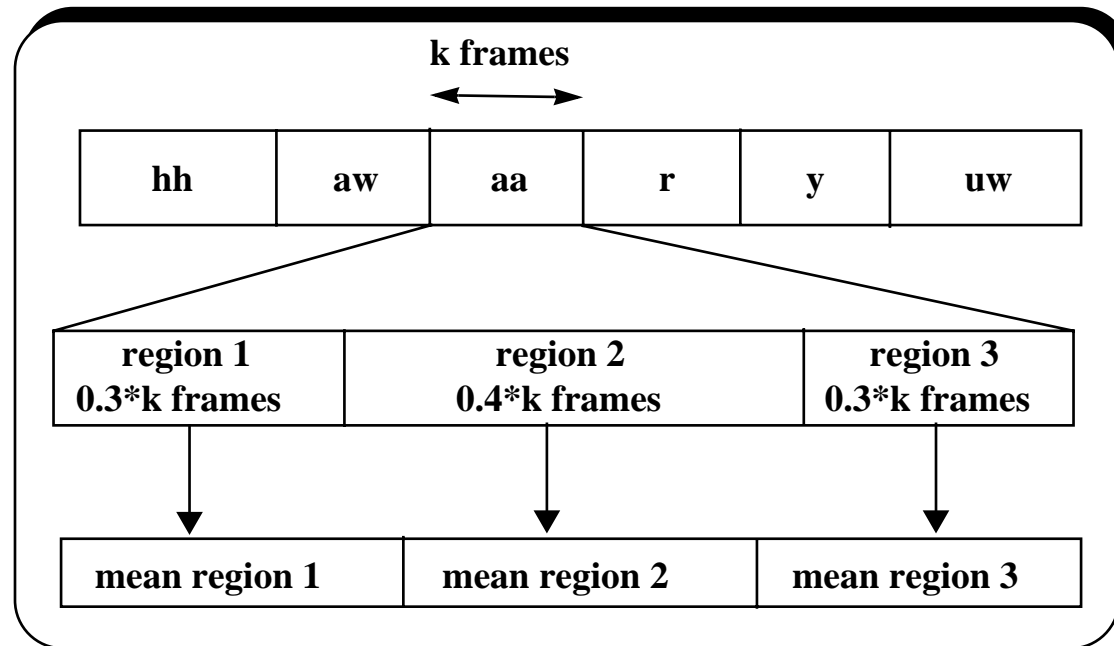 k frames
hh aw aa r y uw
region 1 region 2 region 3
0.3*k frames 0.4*k frames 0.3*k frames
mean region 1 mean region 2 mean region 3